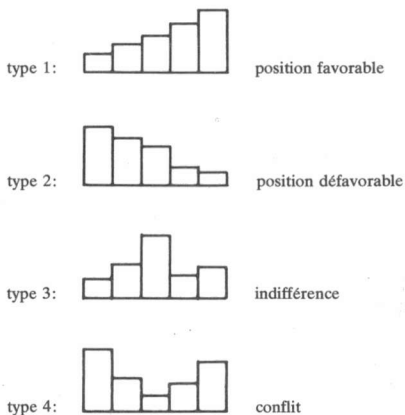 type 1: position favorable
type 2: position défavorable
type 3: indifférence
type 4: conflit